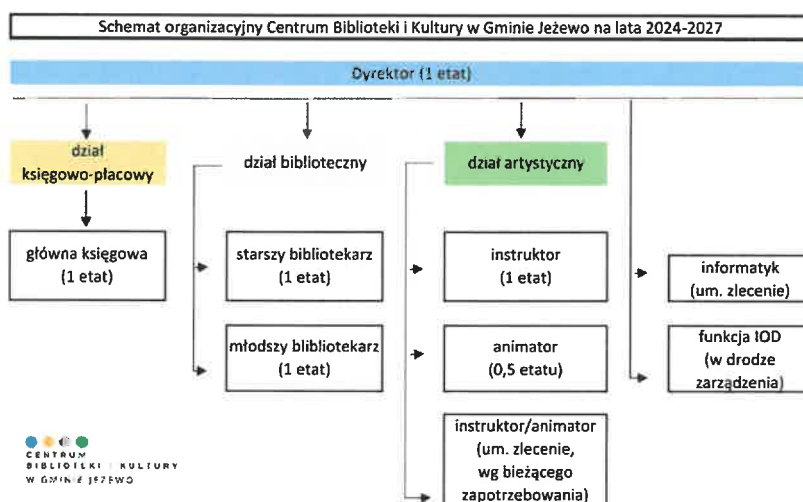 Schemat organizacyjny Centrum Biblioteki i Kultury w Gminie Jeżewo na lata 2024-2027
Dyrektor (1 etat)
dział
księgowo-płacowy
dział biblioteczny
dział artystyczny
główna księgowa
(1 etat)
starszy bibliotekarz
(1 etat)
instruktor
(1 etat)
informatyk
(um. zlecenie)
młodszy blibliotekarz
(1 etat)
animator
(0,5 etatu)
funkcja IOD
(w drodze
zarządzenia)
instruktor/animator
(um. zlecenie,
wg bieżącego
zapotrzebowania)
CENTRUM
BIBLIOTEKI I KULTURY
W GMINIE JEŻEWO